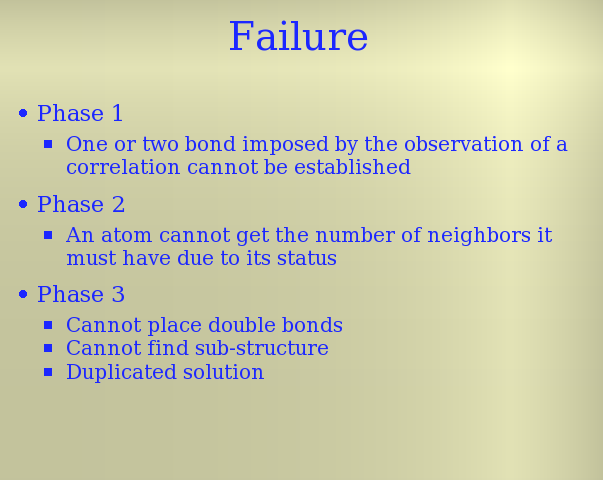 Failure
• Phase 1
▪ One or two bond imposed by the observation of a
correlation cannot be established
• Phase 2
▪ An atom cannot get the number of neighbors it
must have due to its status
• Phase 3
▪ Cannot place double bonds
▪ Cannot find sub-structure
▪ Duplicated solution